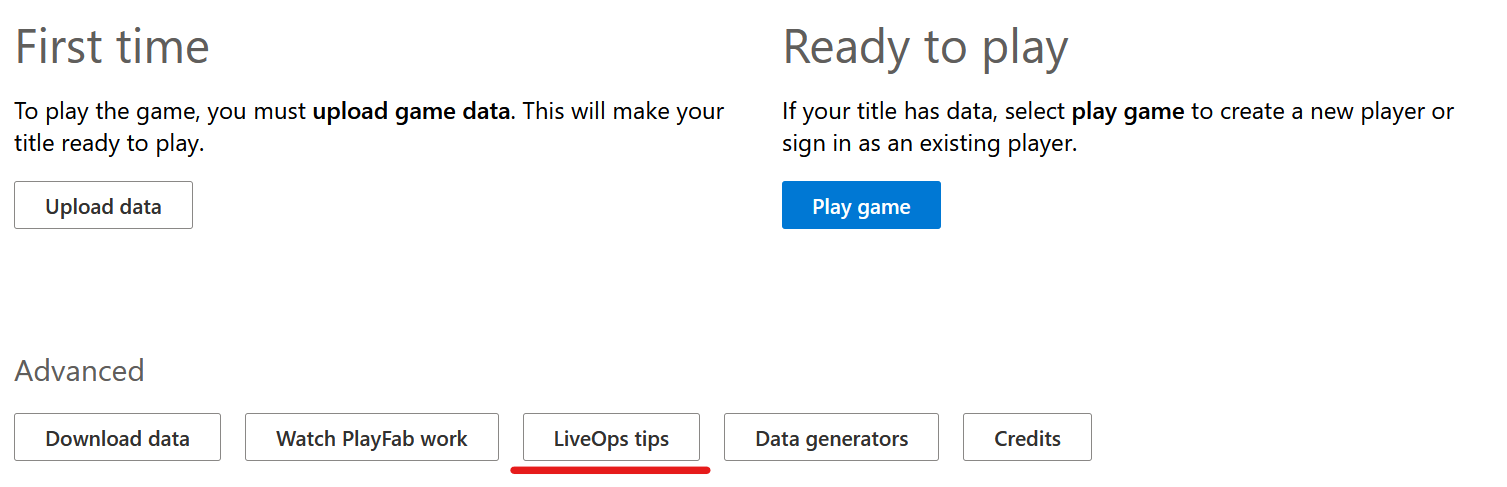 First time
To play the game, you must upload game data. This will make your
title ready to play.
Upload data
Ready to play
If your title has data, select play game to create a new player or
sign in as an existing player.
Play game
Advanced
Download data
Watch PlayFab work
LiveOps tips
Data generators
Credits